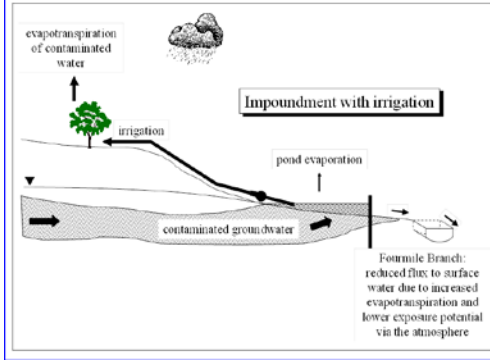 evapotranspiration
of contaminated
water
Impoundment with irrigation
irrigation
pond evaporation
contaminated groundwater
Fourmile Branch:
reduced flux to surface
water due to increased
evapotranspiration and
lower exposure potential
via the atmosphere